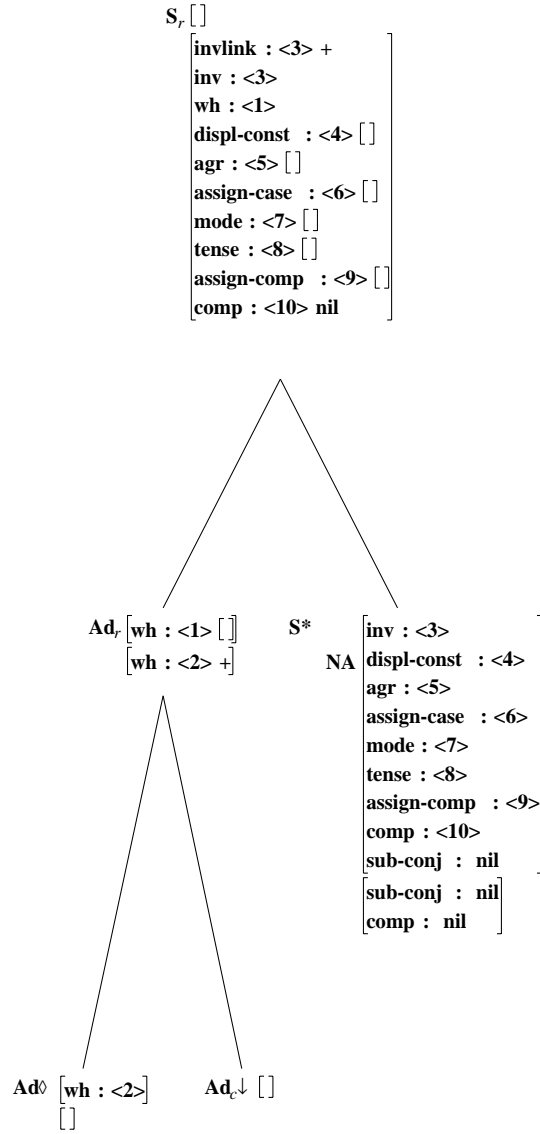 S_r [ ]
invlink : <3> +
inv : <3>
wh : <1>
displ-const : <4> [ ]
agr : <5> [ ]
assign-case : <6> [ ]
mode : <7> [ ]
tense : <8> [ ]
assign-comp : <9> [ ]
comp : <10> nil
Ad_r [wh : <1> [ ]]
[wh : <2> +]
S* NA
inv : <3>
displ-const : <4>
agr : <5>
assign-case : <6>
mode : <7>
tense : <8>
assign-comp : <9>
comp : <10>
sub-conj : nil
sub-conj : nil
comp : nil
Ad◊ [wh : <2>]
[ ]
Ad_c↓ [ ]